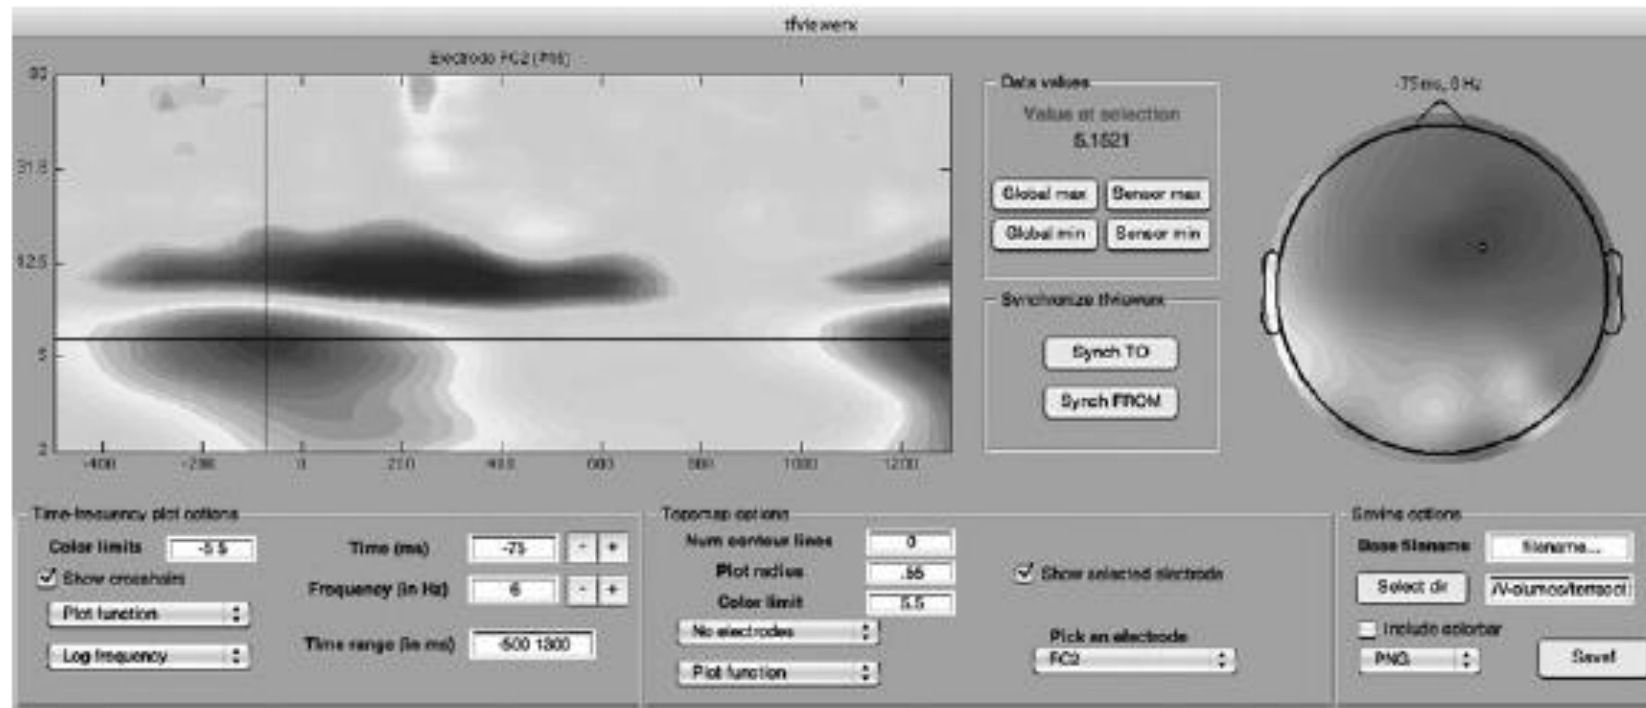 tfviewerx
Electrode FC2
80
31.5
12.5
5
2
-400 -200 0 200 400 600 800 1000 1200
Data values
Value at selection
5.1521
Global max Sensor max
Global min Sensor min
Synchronize tfviewerx
Synch TO
Synch FROM
-75 ms, 6 Hz
Time-frequency plot options
Color limits -5 5
Show crosshairs
Plot function
Log frequency
Time (ms) -75 - +
Frequency (in Hz) 6 - +
Time range (in ms) -500 1300
Topomap options
Num contour lines 0
Plot radius
Color limit 5.5
No electrodes
Plot function
Show selected electrode
Pick an electrode
FC2
Saving options
Base filename filename...
Select dir
Include colorbar
PNG
Save!